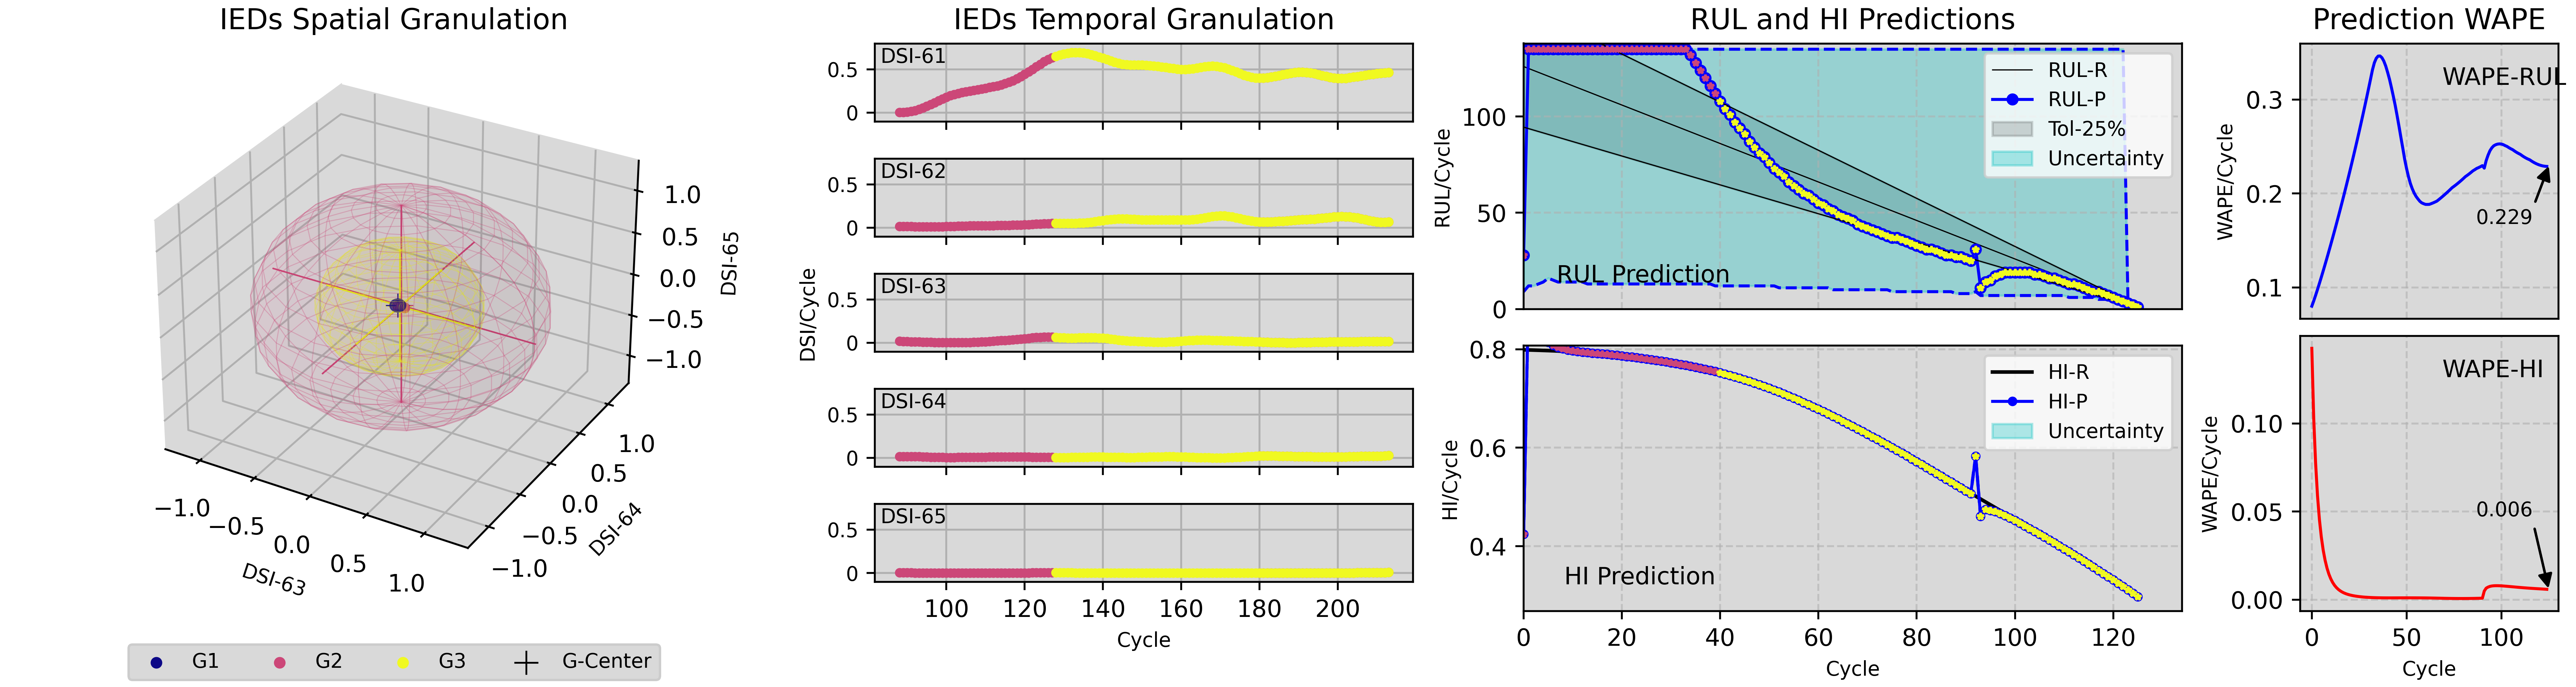 IEDs Spatial Granulation
1.0
0.5
0.0
−0.5
−1.0
DSI-65
1.0
0.5
0.0
−0.5
−1.0
DSI-64
−1.0
−0.5
0.0
0.5
1.0
DSI-63
G1 G2 G3 G-Center
IEDs Temporal Granulation
DSI-61
0.5
0
DSI-62
0.5
0
DSI-63
0.5
0
DSI-64
0.5
0
DSI-65
0.5
0
DSI/Cycle
100 120 140 160 180 200
Cycle
RUL and HI Predictions
RUL/Cycle
100
50
0
RUL-R
RUL-P
Tol-25%
Uncertainty
RUL Prediction
HI/Cycle
0.8
0.6
0.4
HI-R
HI-P
Uncertainty
HI Prediction
0 20 40 60 80 100 120
Cycle
Prediction WAPE
WAPE-RUL
WAPE/Cycle
0.3
0.2
0.1
0.229
WAPE-HI
WAPE/Cycle
0.10
0.05
0.00
0.006
0 50 100
Cycle